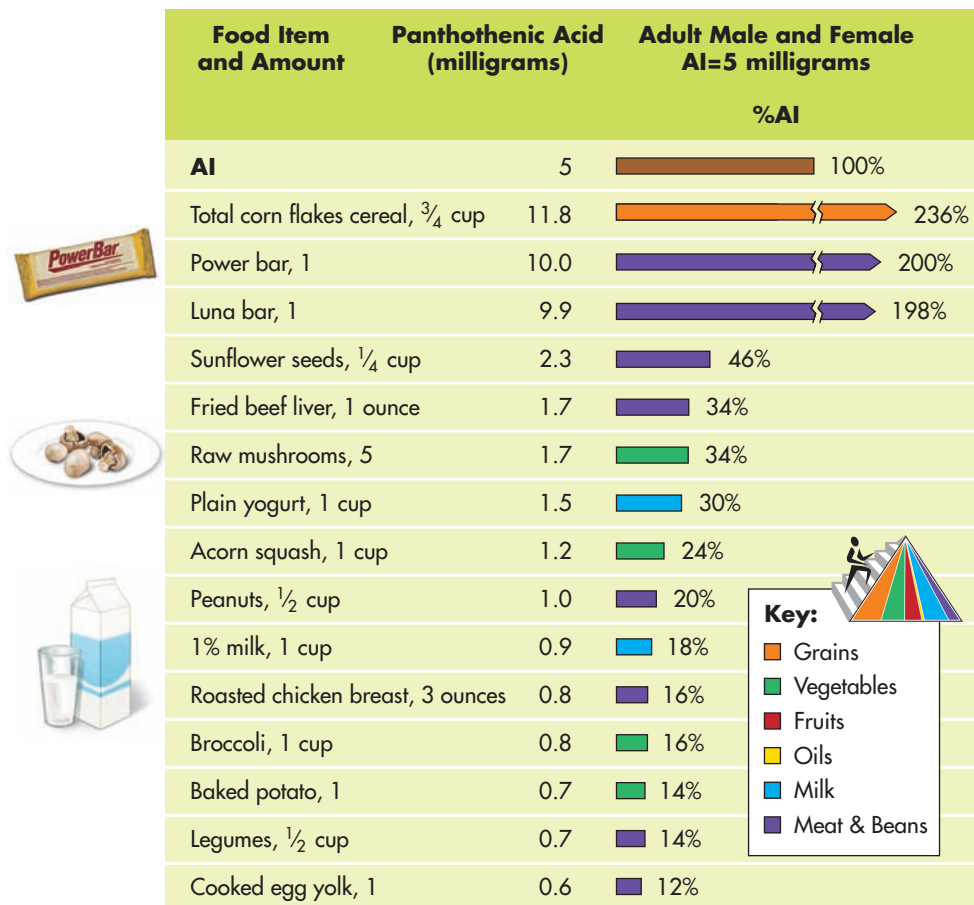 Food Item
and Amount
Panthothenic Acid
(milligrams)
Adult Male and Female
AI=5 milligrams
%AI
AI 5 100%
Total corn flakes cereal, ¾ cup 11.8 236%
PowerBar
Power bar, 1 10.0 200%
Luna bar, 1 9.9 198%
Sunflower seeds, ¼ cup 2.3 46%
Fried beef liver, 1 ounce 1.7 34%
Raw mushrooms, 5 1.7 34%
Plain yogurt, 1 cup 1.5 30%
Acorn squash, 1 cup 1.2 24%
Peanuts, ½ cup 1.0 20%
1% milk, 1 cup 0.9 18%
Roasted chicken breast, 3 ounces 0.8 16%
Broccoli, 1 cup 0.8 16%
Baked potato, 1 0.7 14%
Legumes, ½ cup 0.7 14%
Cooked egg yolk, 1 0.6 12%
Key:
Grains
Vegetables
Fruits
Oils
Milk
Meat & Beans